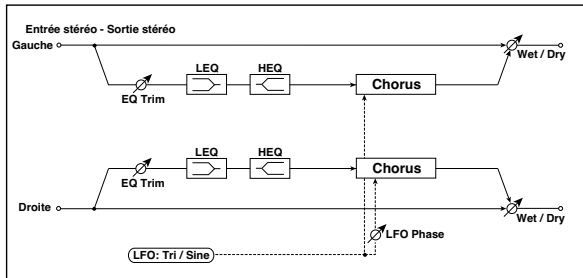 Entrée stéréo - Sortie stéréo
Gauche
Wet / Dry
LEQ
HEQ
EQ Trim
Chorus
LEQ
HEQ
EQ Trim
Chorus
Droite
Wet / Dry
LFO Phase
LFO: Tri / Sine